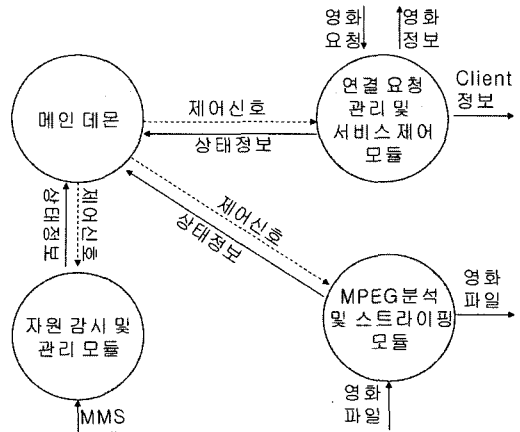 영화
요청
영화
정보
메인 데몬
제어신호
상태정보
연결 요청
관리 및
서비스 제어
모듈
Client
정보
상태정보
제어신호
제어신호
상태정보
자원 감시 및
관리 모듈
MPEG 분석
및 스트라이핑
모듈
영화
파일
MMS
영화
파일